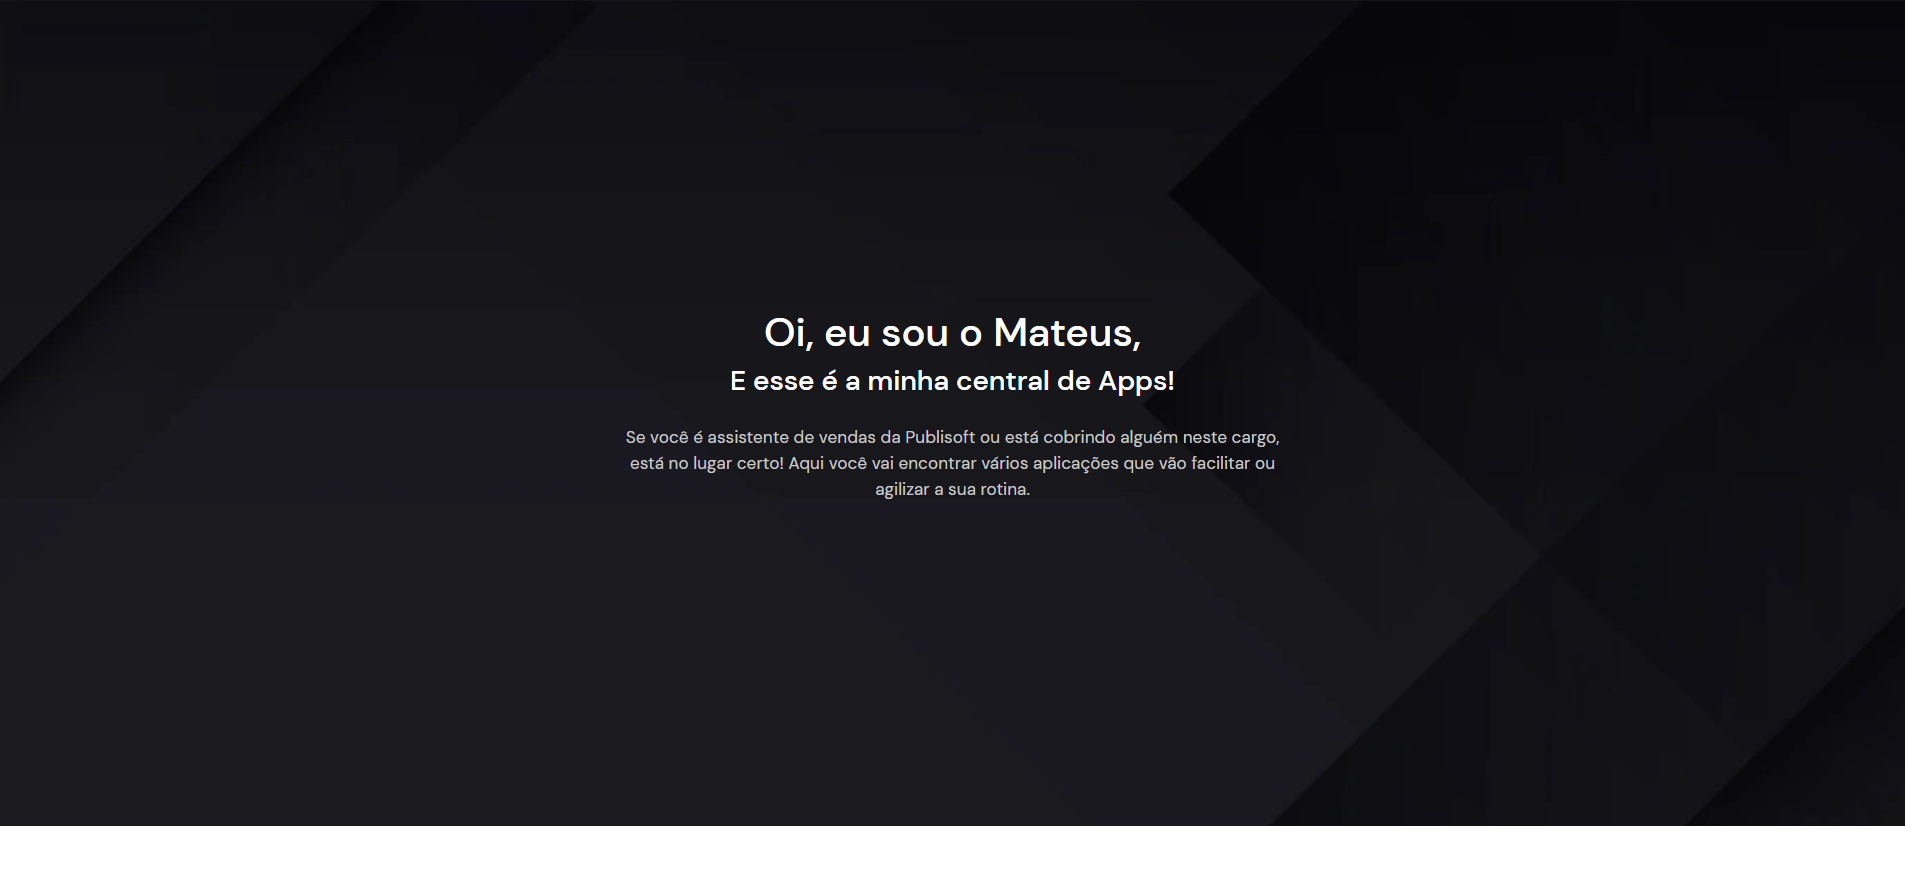 Oi, eu sou o Mateus,
E esse é a minha central de Apps!
Se você é assistente de vendas da Publisoft ou está cobrindo alguém neste cargo,
está no lugar certo! Aqui você vai encontrar vários aplicações que vão facilitar ou
agilizar a sua rotina.